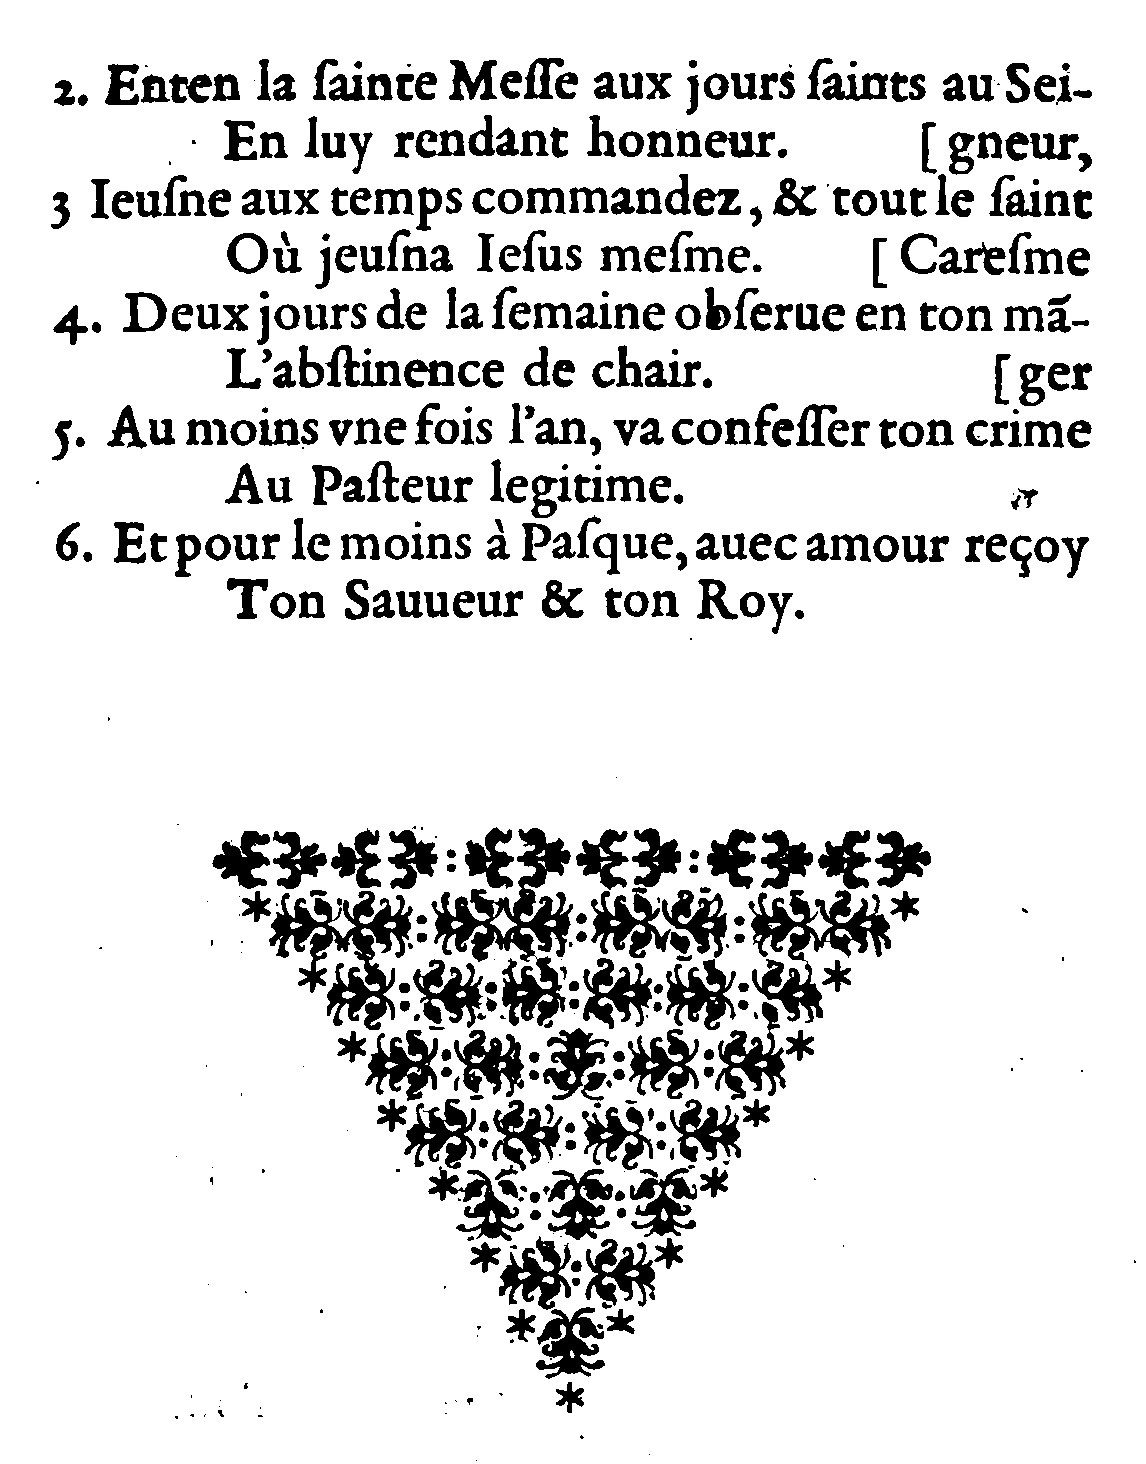 2. Enten la ſainte Meſſe aux jours ſaints au Sei-
En luy rendant honneur. [ gneur,
3 Ieuſne aux temps commandez, & tout le ſaint
Où jeuſna Ieſus meſme. [ Careſme
4. Deux jours de la ſemaine obſerue en ton mã-
L'abſtinence de chair. [ ger
5. Au moins vne fois l'an, va confeſſer ton crime
Au Paſteur legitime.
6. Et pour le moins à Paſque, auec amour reçoy
Ton Sauueur & ton Roy.